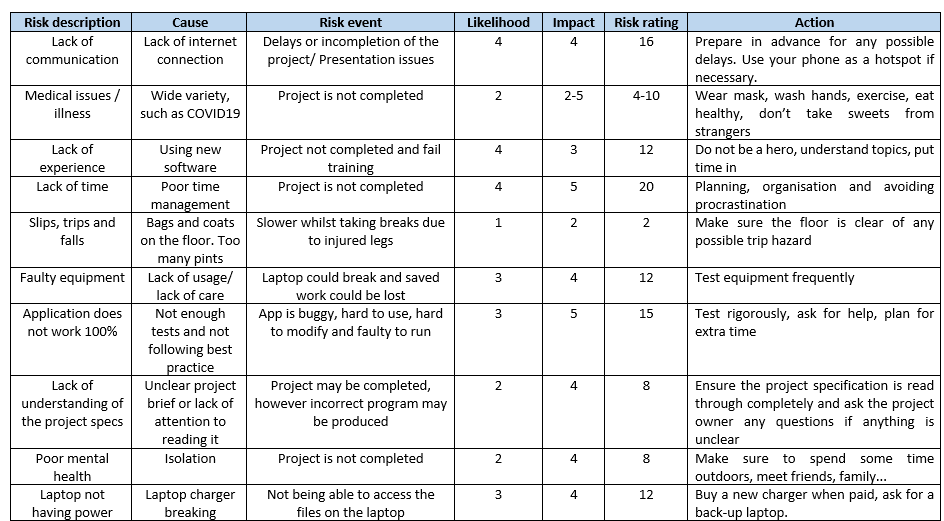 Risk description Cause Risk event Likelihood Impact Risk rating Action
Lack of communication Lack of internet connection Delays or incompletion of the project/ Presentation issues 4 4 16 Prepare in advance for any possible delays. Use your phone as a hotspot if necessary.
Medical issues / illness Wide variety, such as COVID19 Project is not completed 2 2-5 4-10 Wear mask, wash hands, exercise, eat healthy, don’t take sweets from strangers
Lack of experience Using new software Project not completed and fail training 4 3 12 Do not be a hero, understand topics, put time in
Lack of time Poor time management Project is not completed 4 5 20 Planning, organisation and avoiding procrastination
Slips, trips and falls Bags and coats on the floor. Too many pints Slower whilst taking breaks due to injured legs 1 2 2 Make sure the floor is clear of any possible trip hazard
Faulty equipment Lack of usage/ lack of care Laptop could break and saved work could be lost 3 4 12 Test equipment frequently
Application does not work 100% Not enough tests and not following best practice App is buggy, hard to use, hard to modify and faulty to run 3 5 15 Test rigorously, ask for help, plan for extra time
Lack of understanding of the project specs Unclear project brief or lack of attention to reading it Project may be completed, however incorrect program may be produced 2 4 8 Ensure the project specification is read through completely and ask the project owner any questions if anything is unclear
Poor mental health Isolation Project is not completed 2 4 8 Make sure to spend some time outdoors, meet friends, family...
Laptop not having power Laptop charger breaking Not being able to access the files on the laptop 3 4 12 Buy a new charger when paid, ask for a back-up laptop.